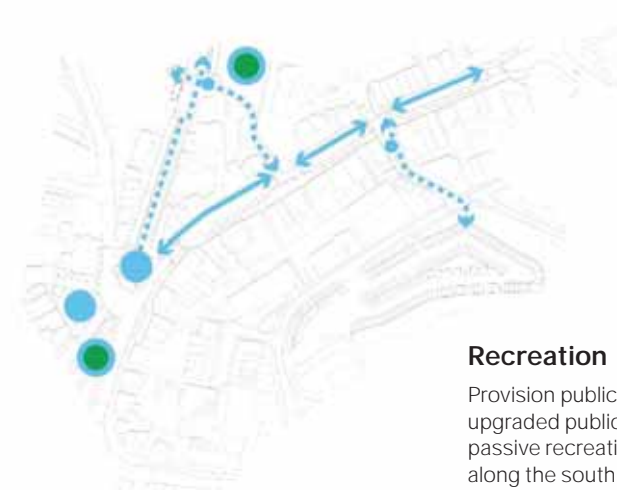 Recreation
Provision public
upgraded public
passive recreati
along the south